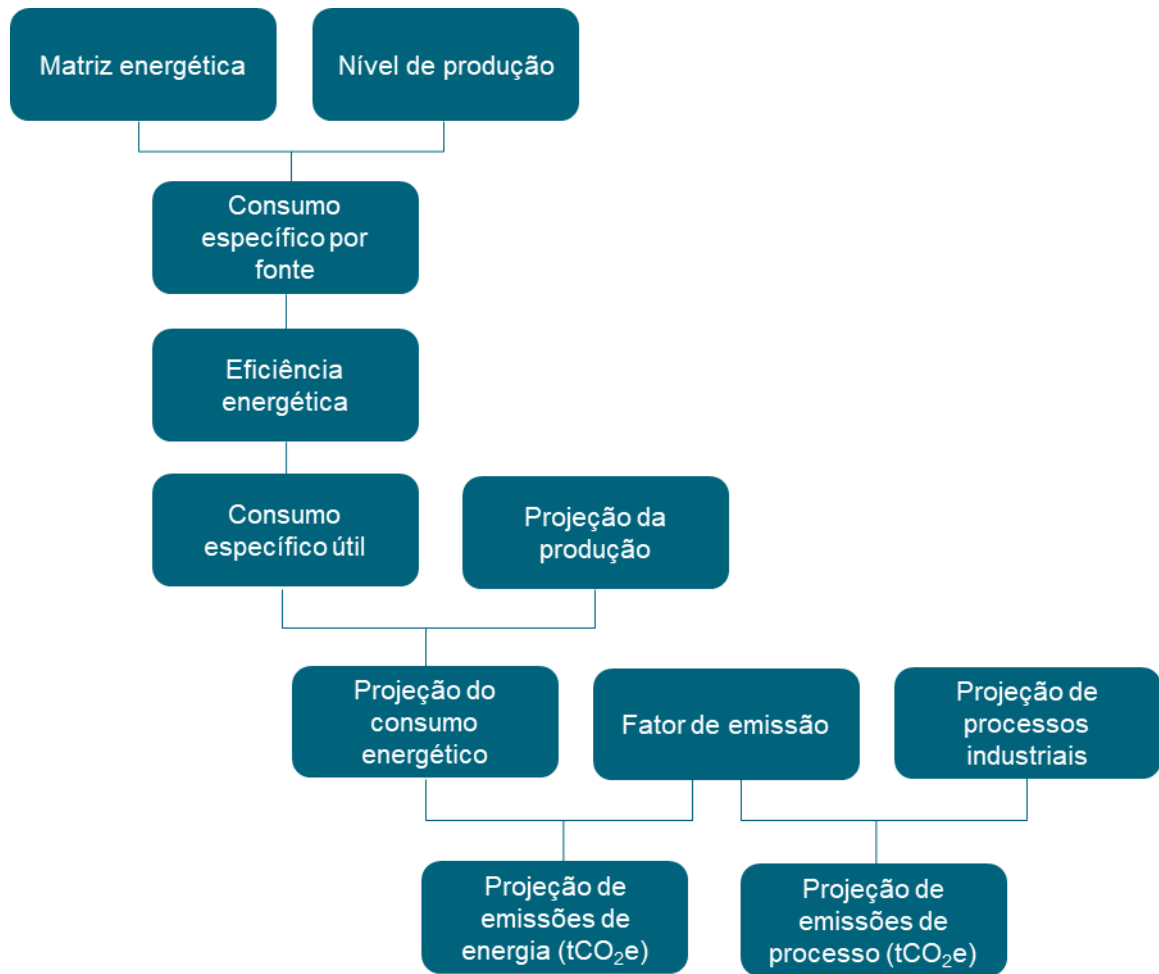 Matriz energética
Nível de produção
Consumo
específico por
fonte
Eficiência
energética
Consumo
específico útil
Projeção da
produção
Projeção do
consumo
energético
Fator de emissão
Projeção de
processos
industriais
Projeção de
emissões de
energia (tCO₂e)
Projeção de
emissões de
processo (tCO₂e)